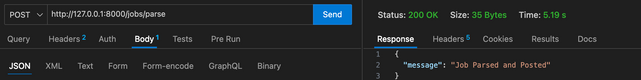 POST http://127.0.0.1:8000/jobs/parse Send
Status: 200 OK Size: 35 Bytes Time: 5.19 s
Query Headers 2 Auth Body 1 Tests Pre Run
Response Headers 5 Cookies Results Docs
JSON XML Text Form Form-encode GraphQL Binary
1 {
2 "message": "Job Parsed and Posted"
3 }